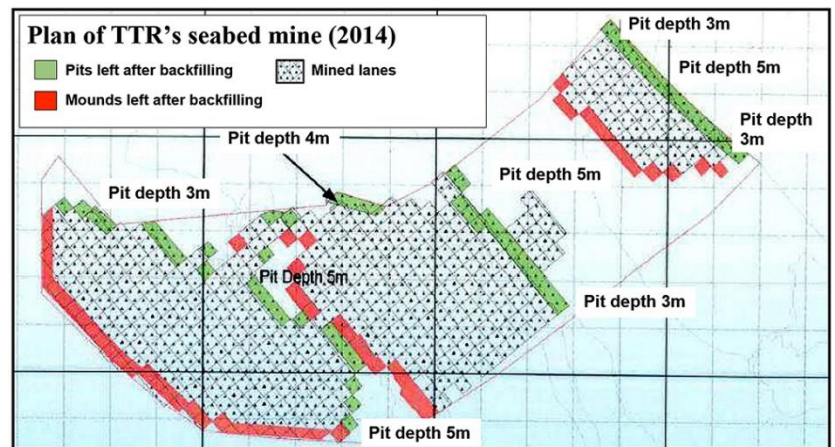 Plan of TTR's seabed mine (2014)
Pits left after backfilling
Mined lanes
Mounds left after backfilling
Pit depth 3m
Pit depth 5m
Pit depth
3m
Pit depth 4m
Pit depth 5m
Pit depth 3m
Pit Depth 5m
Pit depth 3m
Pit depth 5m